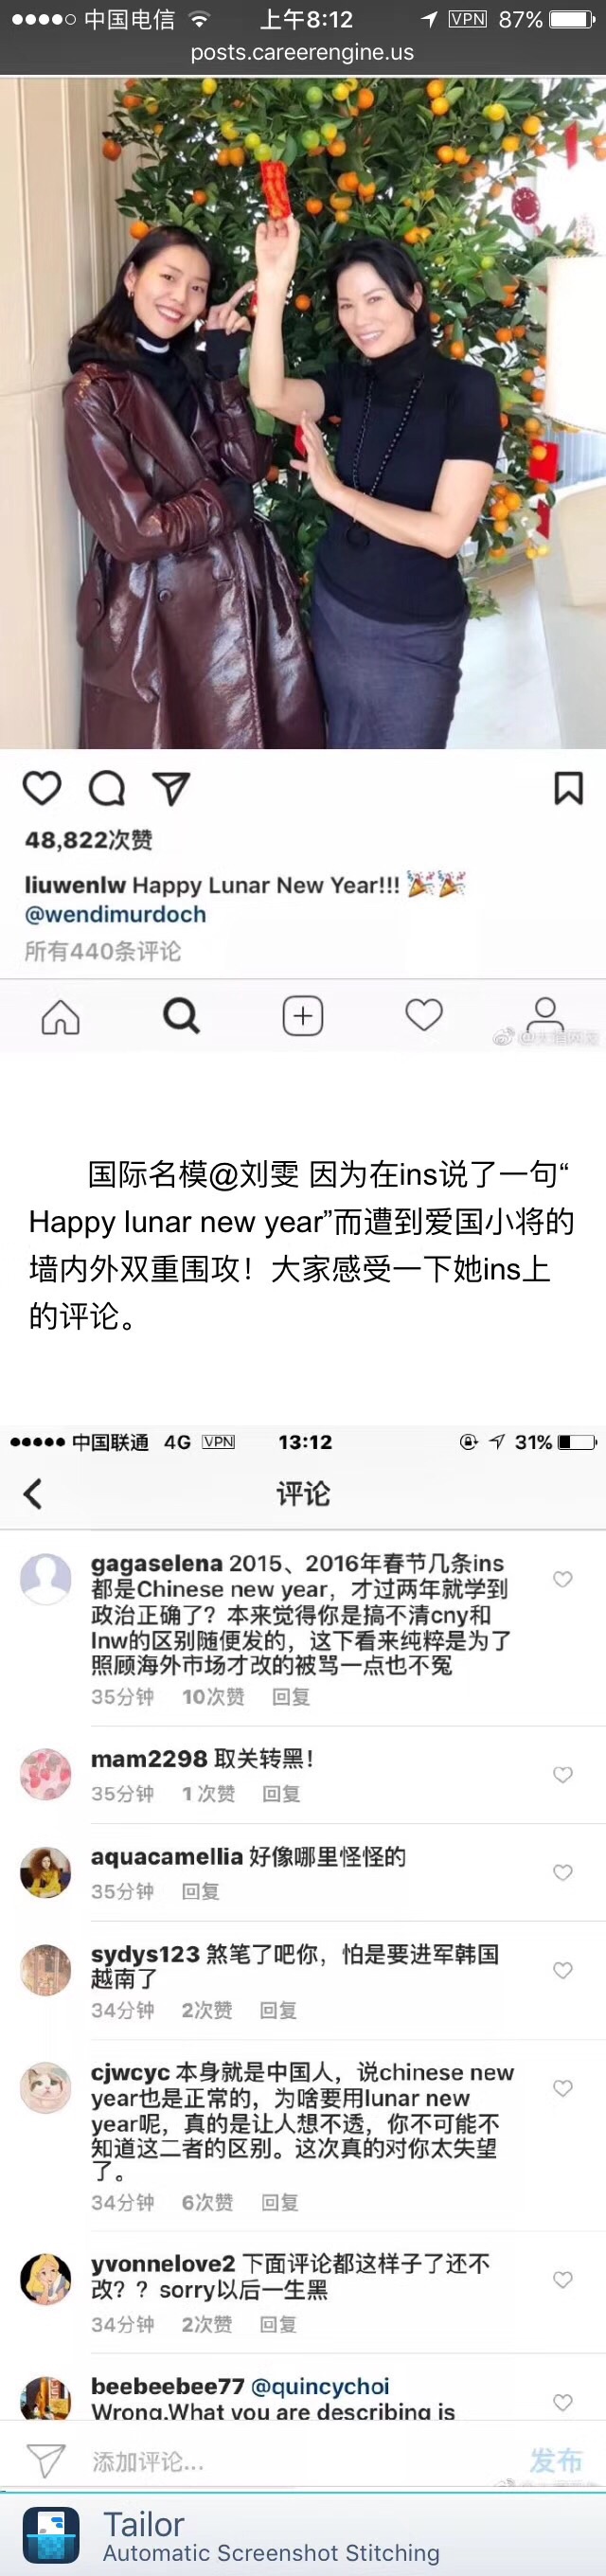 中国电信 上午8:12 VPN 87%
posts.careerengine.us
48,822次赞
liuwenlw Happy Lunar New Year!!! 🎉🎉
@wendimurdoch
所有440条评论
国际名模@刘雯 因为在ins说了一句“
Happy lunar new year”而遭到爱国小将的
墙内外双重围攻！大家感受一下她ins上
的评论。
中国联通 4G VPN 13:12 31%
评论
gagaselena 2015、2016年春节几条ins
都是Chinese new year，才过两年就学到
政治正确了？本来觉得你是搞不清cny和
lnw的区别随便发的，这下看来纯粹是为了
照顾海外市场才改的被骂一点也不冤
35分钟 10次赞 回复
mam2298 取关转黑！
35分钟 1次赞 回复
aquacamellia 好像哪里怪怪的
35分钟 回复
sydys123 煞笔了吧你，怕是要进军韩国
越南了
34分钟 2次赞 回复
cjwcyc 本身就是中国人，说chinese new
year也是正常的，为啥要用lunar new
year呢，真的是让人想不透，你不可能不
知道这二者的区别。这次真的对你太失望
了。
34分钟 6次赞 回复
yvonnelove2 下面评论都这样子了还不
改？？sorry以后一生黑
34分钟 2次赞 回复
beebeebee77 @quincychoi
Wrong.What you are describing is
添加评论... 发布
Tailor
Automatic Screenshot Stitching